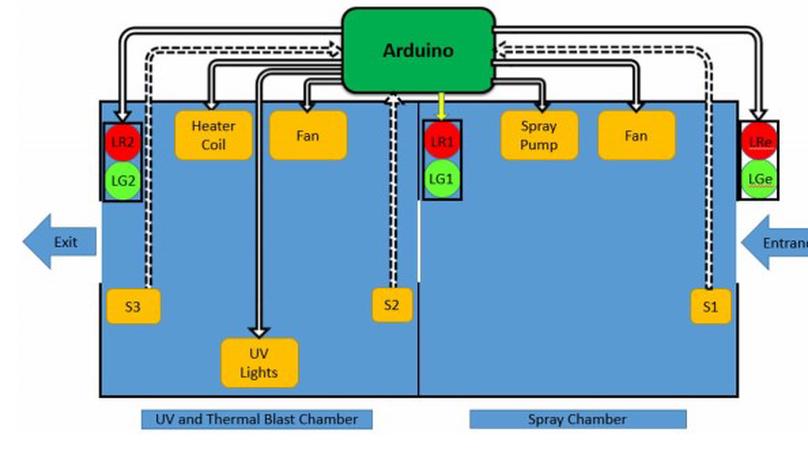 Arduino
LR2
LG2
Heater
Coil
Fan
LR1
LG1
Spray
Pump
Fan
LRe
LGe
Exit
Entranc
S3
S2
S1
UV
Lights
UV and Thermal Blast Chamber
Spray Chamber